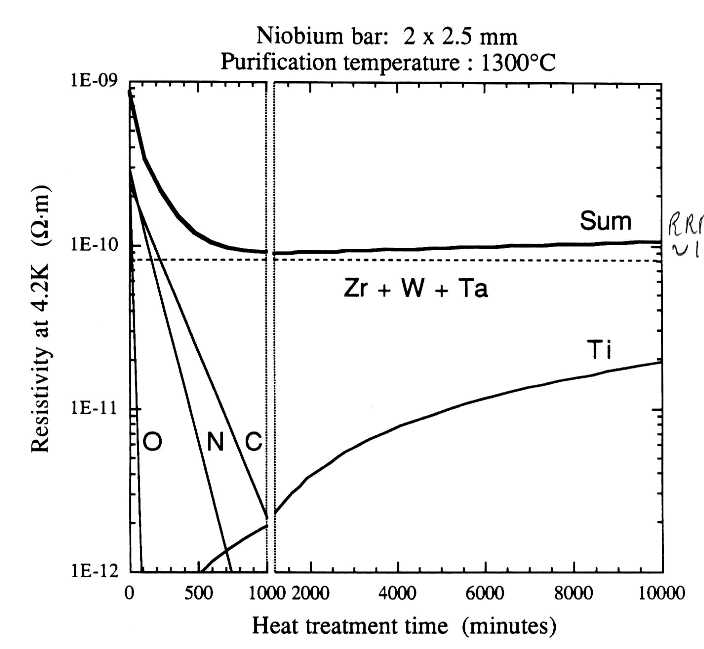 Niobium bar: 2 x 2.5 mm
Purification temperature : 1300°C
Resistivity at 4.2K (Ω·m)
1E-09
1E-10
1E-11
1E-12
Sum
Zr + W + Ta
Ti
O
N
C
0
500
1000
2000
4000
6000
8000
10000
Heat treatment time (minutes)